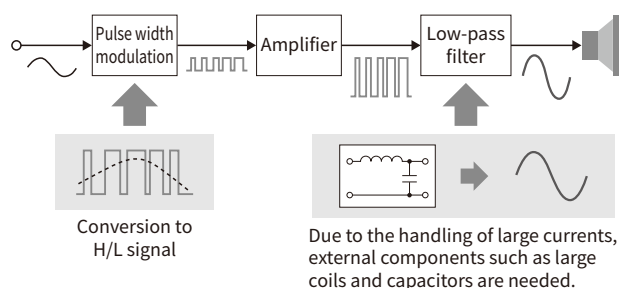 Pulse width
modulation
Amplifier
Low-pass
filter
Conversion to
H/L signal
Due to the handling of large currents,
external components such as large
coils and capacitors are needed.